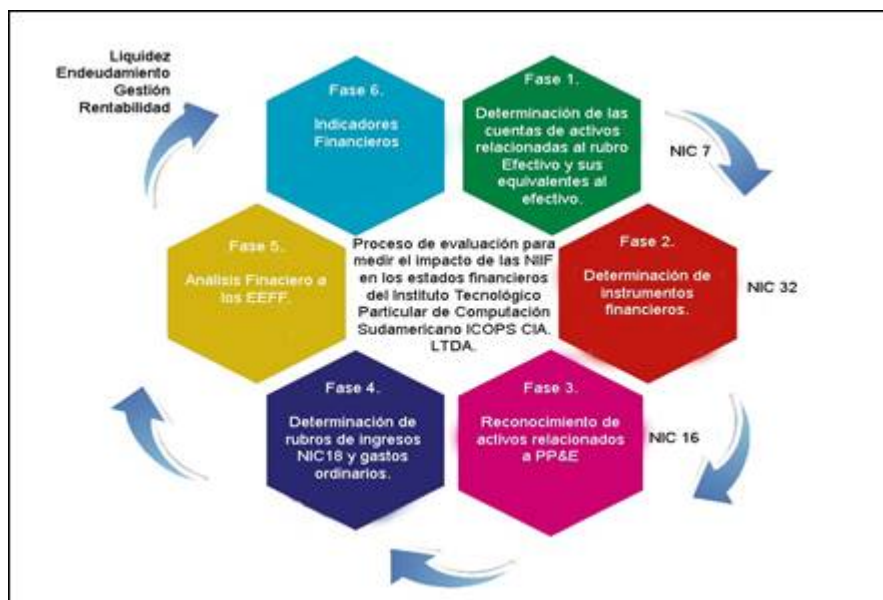 Liquidez
Endeudamiento
Gestión
Rentabilidad
Fase 6.
Indicadores
Financieros
Fase 1.
Determinación de las
cuentas de activos
relacionadas al rubro
Efectivo y sus
equivalentes al
efectivo.
NIC 7
Fase 5.
Análisis Finaciero a
los EEFF.
Proceso de evaluación para
medir el impacto de las NIIF
en los estados financieros
del Instituto Tecnológico
Particular de Computación
Sudamericano ICOPS CIA.
LTDA.
Fase 2.
Determinación de
instrumentos
financieros.
NIC 32
Fase 4.
Determinación de
rubros de ingresos
NIC18 y gastos
ordinarios.
Fase 3.
Reconocimiento de
activos relacionados
a PP&E
NIC 16